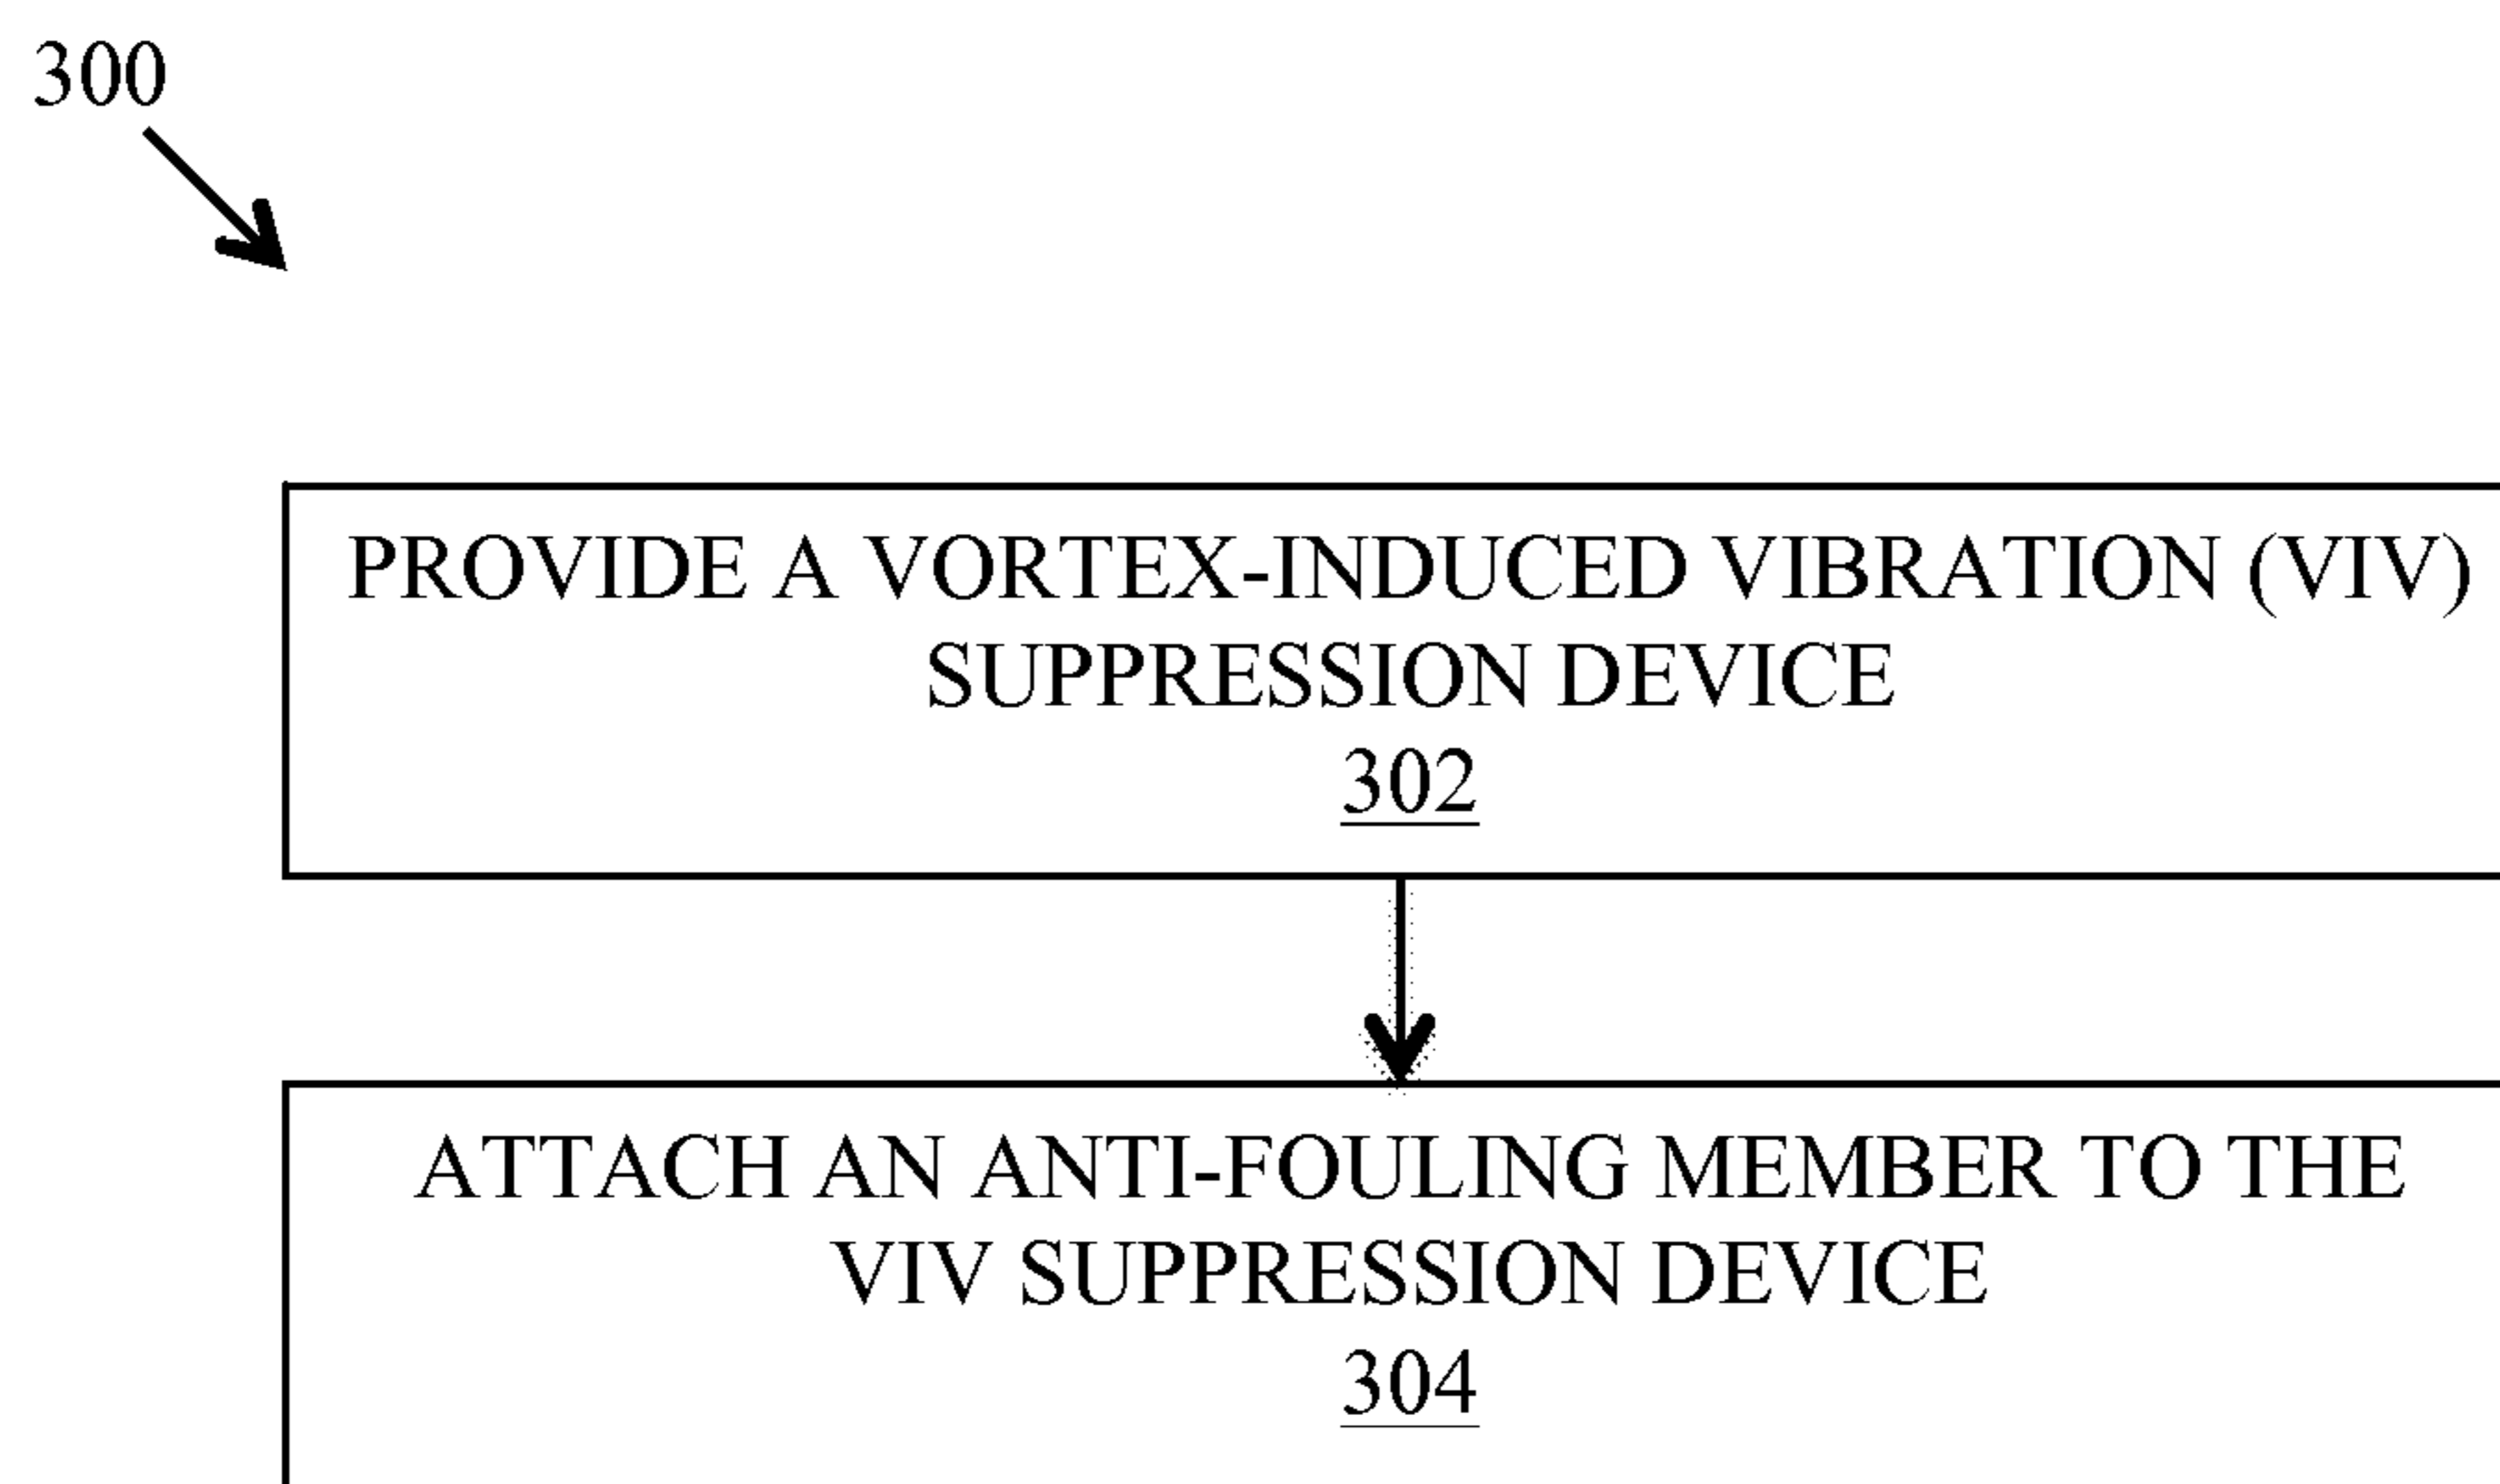 300
PROVIDE A VORTEX-INDUCED VIBRATION (VIV)
SUPPRESSION DEVICE
302
ATTACH AN ANTI-FOULING MEMBER TO THE
VIV SUPPRESSION DEVICE
304